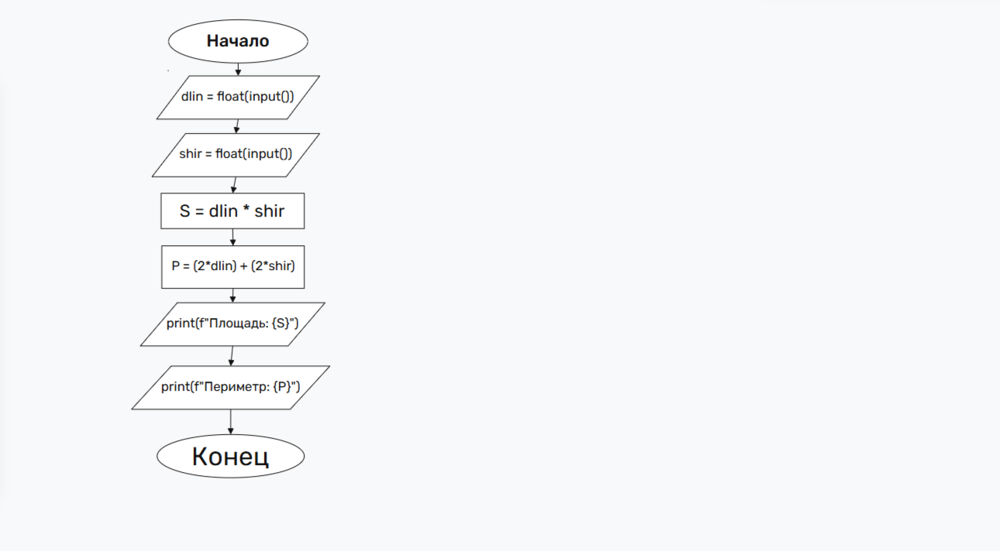 Начало
dlin = float(input())
shir = float(input())
S = dlin * shir
P = (2*dlin) + (2*shir)
print(f"Площадь: {S}")
print(f"Периметр: {P}")
Конец